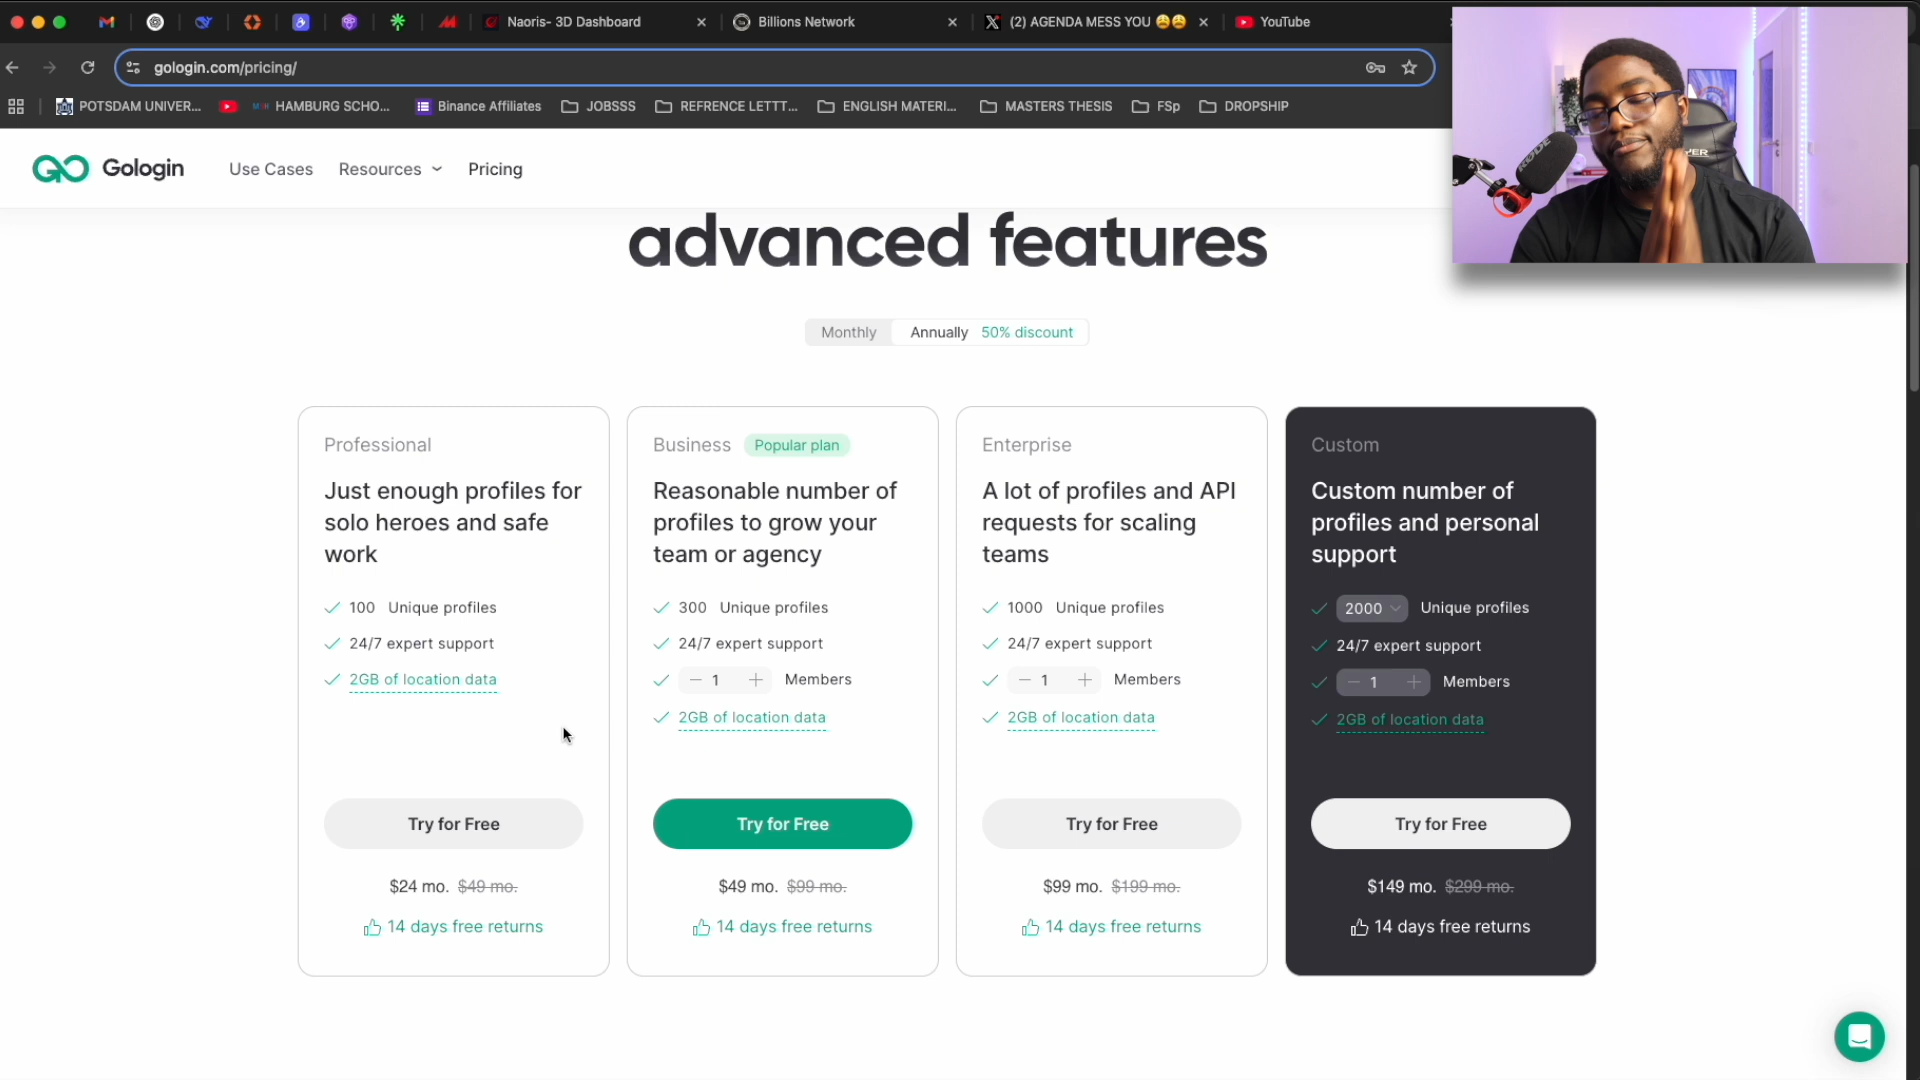 Naoris- 3D Dashboard
Billions Network
(2) AGENDA MESS YOU 😩😩
YouTube
gologin.com/pricing/
POTSDAM UNIVER...
HAMBURG SCHO...
Binance Affiliates
JOBSSS
REFRENCE LETTT...
ENGLISH MATERI...
MASTERS THESIS
FSp
DROPSHIP
Gologin
Use Cases
Resources
Pricing
advanced features
Monthly
Annually 50% discount
Professional
Just enough profiles for
solo heroes and safe
work
100 Unique profiles
24/7 expert support
2GB of location data
Try for Free
$24 mo. $49 mo.
14 days free returns
Business Popular plan
Reasonable number of
profiles to grow your
team or agency
300 Unique profiles
24/7 expert support
1 Members
2GB of location data
Try for Free
$49 mo. $99 mo.
14 days free returns
Enterprise
A lot of profiles and API
requests for scaling
teams
1000 Unique profiles
24/7 expert support
1 Members
2GB of location data
Try for Free
$99 mo. $199 mo.
14 days free returns
Custom
Custom number of
profiles and personal
support
2000 Unique profiles
24/7 expert support
1 Members
2GB of location data
Try for Free
$149 mo. $299 mo.
14 days free returns
RODE